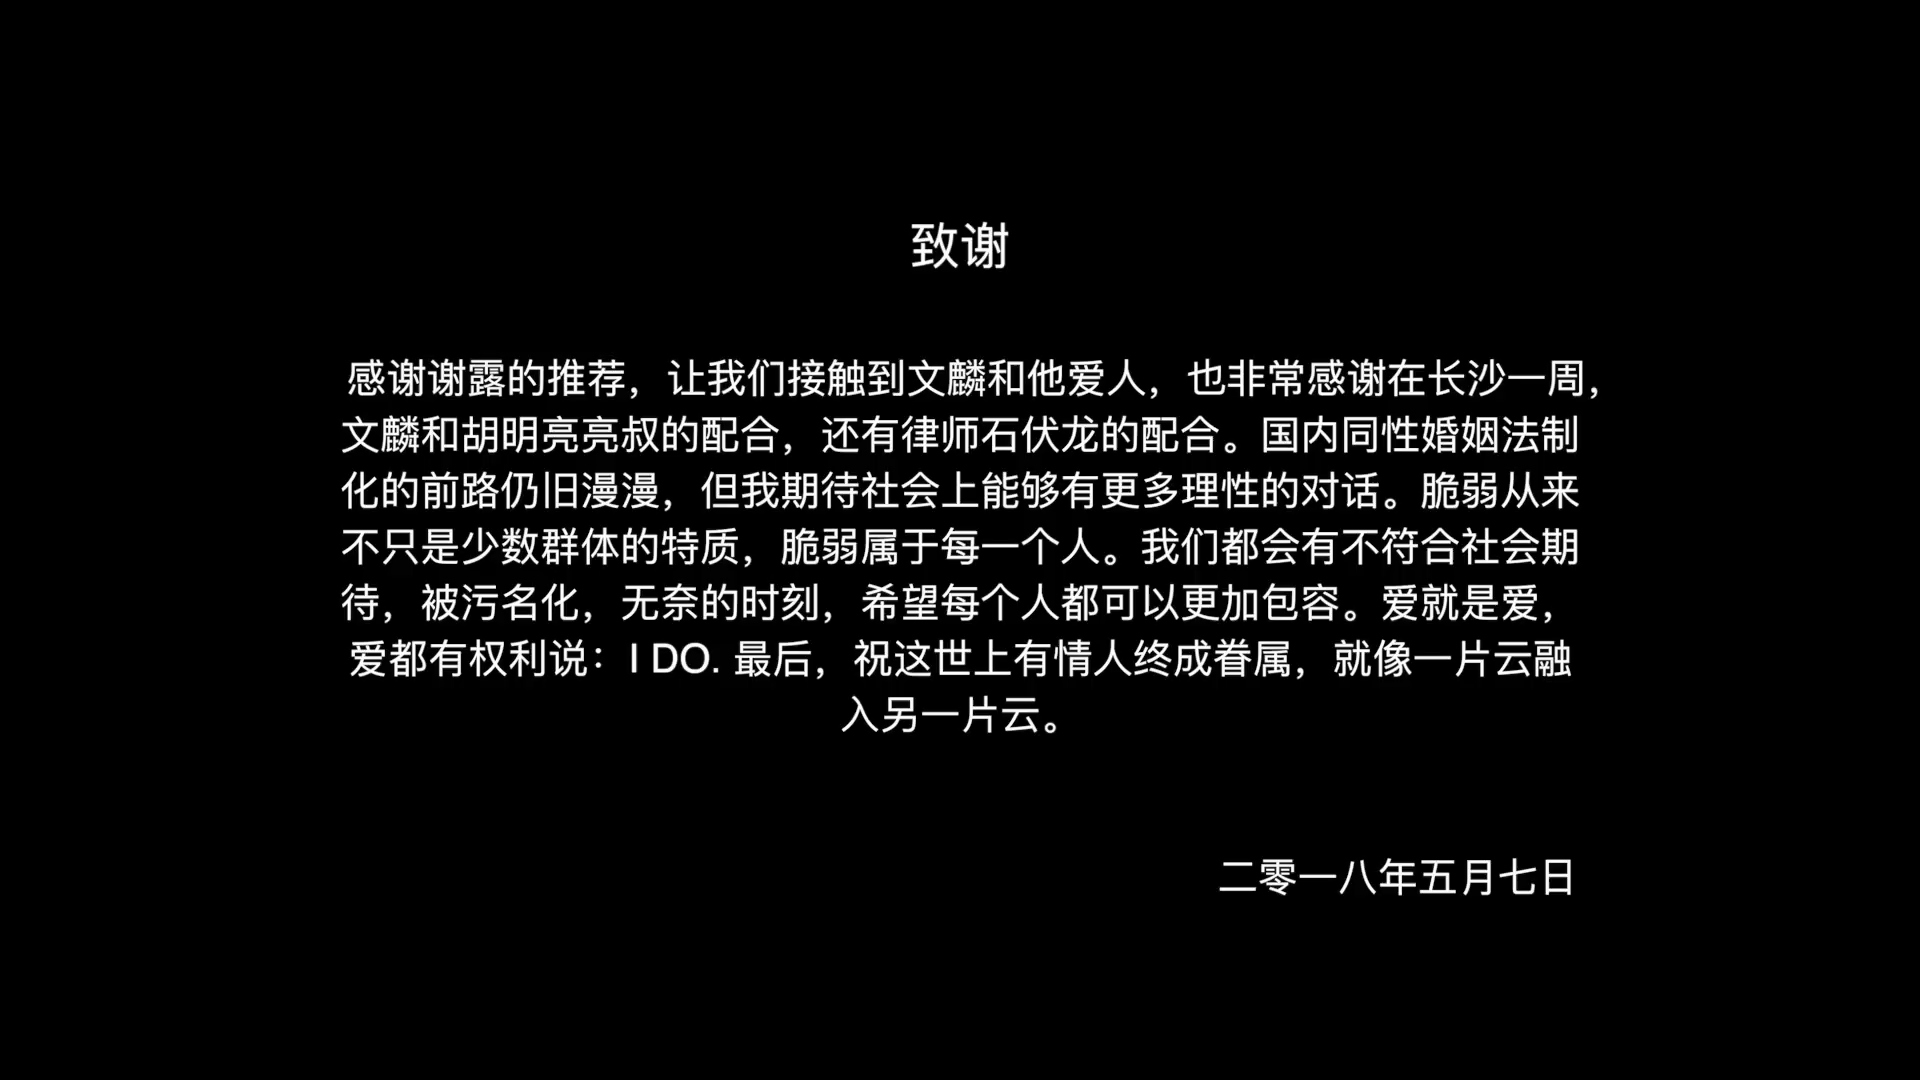 致谢
感谢谢露的推荐，让我们接触到文麟和他爱人，也非常感谢在长沙一周，
文麟和胡明亮亮叔的配合，还有律师石伏龙的配合。国内同性婚姻法制
化的前路仍旧漫漫，但我期待社会上能够有更多理性的对话。脆弱从来
不只是少数群体的特质，脆弱属于每一个人。我们都会有不符合社会期
待，被污名化，无奈的时刻，希望每个人都可以更加包容。爱就是爱，
爱都有权利说：I DO. 最后，祝这世上有情人终成眷属，就像一片云融
入另一片云。
二零一八年五月七日